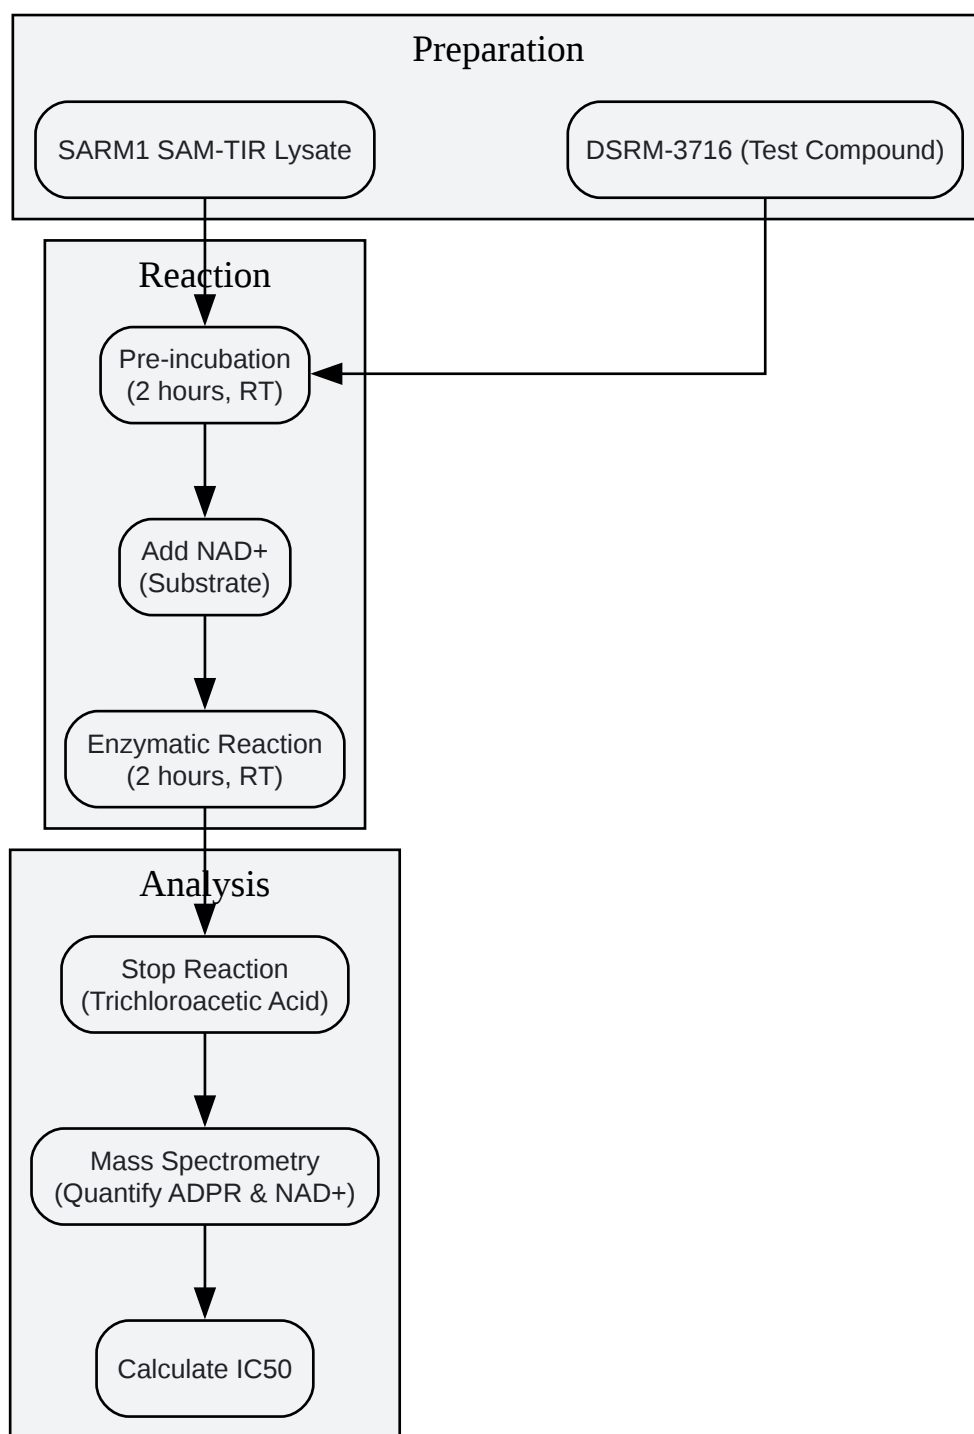 Preparation
SARM1 SAM-TIR Lysate
DSRM-3716 (Test Compound)
Reaction
Pre-incubation
(2 hours, RT)
Add NAD+
(Substrate)
Enzymatic Reaction
(2 hours, RT)
Analysis
Stop Reaction
(Trichloroacetic Acid)
Mass Spectrometry
(Quantify ADPR & NAD+)
Calculate IC50